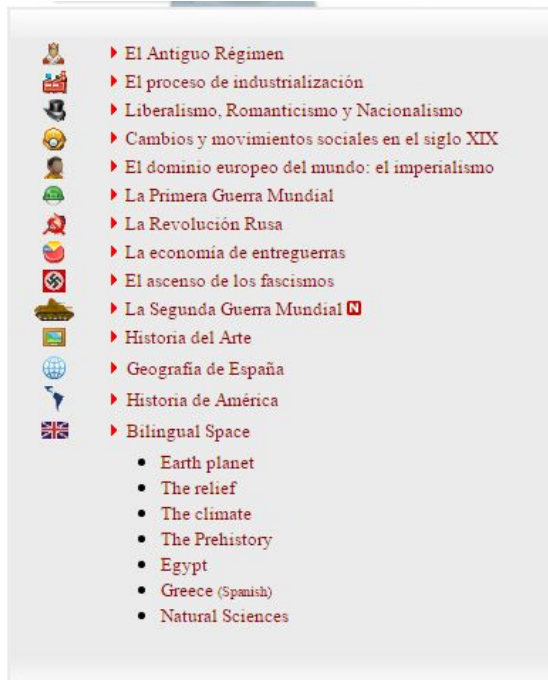 El Antiguo Régimen
El proceso de industrialización
Liberalismo, Romanticismo y Nacionalismo
Cambios y movimientos sociales en el siglo XIX
El dominio europeo del mundo: el imperialismo
La Primera Guerra Mundial
La Revolución Rusa
La economía de entreguerras
El ascenso de los fascismos
La Segunda Guerra Mundial N
Historia del Arte
Geografía de España
Historia de América
Bilingual Space
Earth planet
The relief
The climate
The Prehistory
Egypt
Greece (Spanish)
Natural Sciences